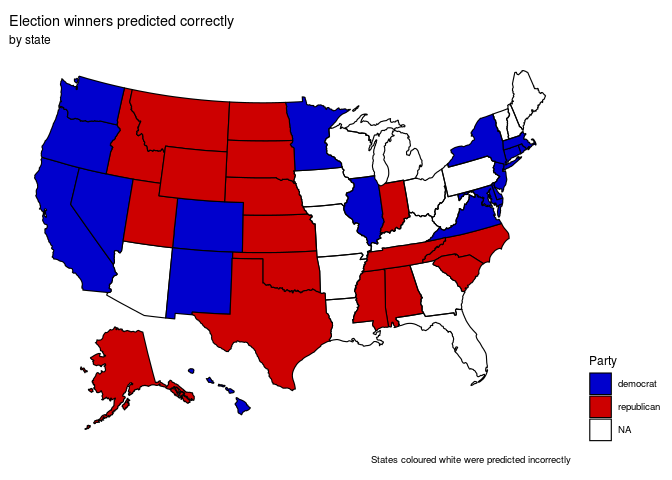 Election winners predicted correctly
by state
Party
democrat
republican
NA
States coloured white were predicted incorrectly